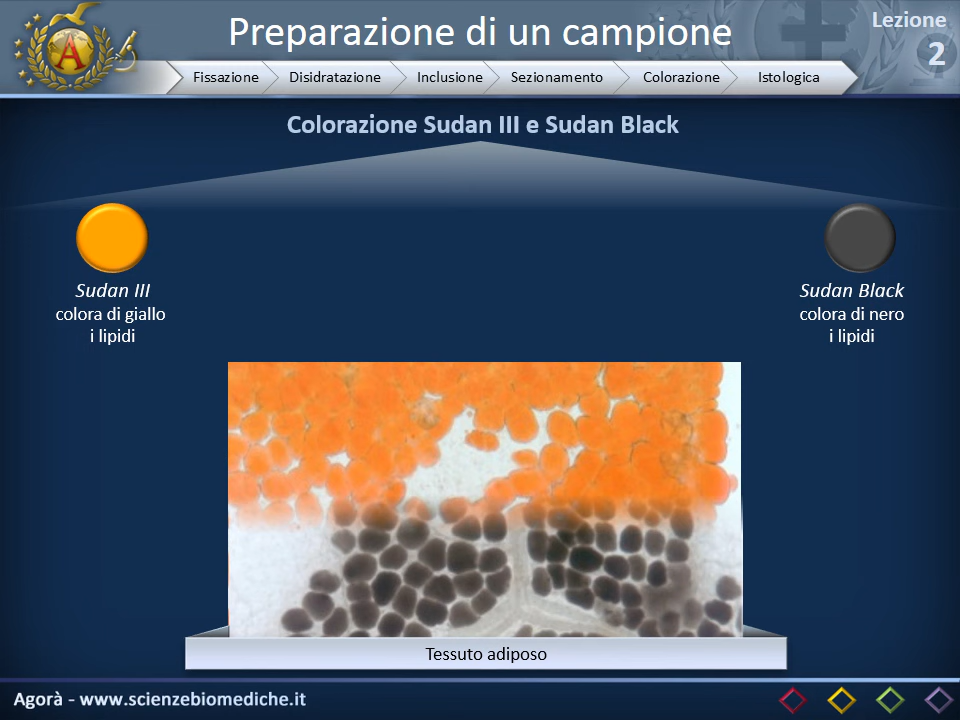 Preparazione di un campione
Lezione
2
Fissazione
Disidratazione
Inclusione
Sezionamento
Colorazione
Istologica
A
Colorazione Sudan III e Sudan Black
Sudan III
colora di giallo
i lipidi
Sudan Black
colora di nero
i lipidi
Tessuto adiposo
Agorà - www.scienzebiomediche.it